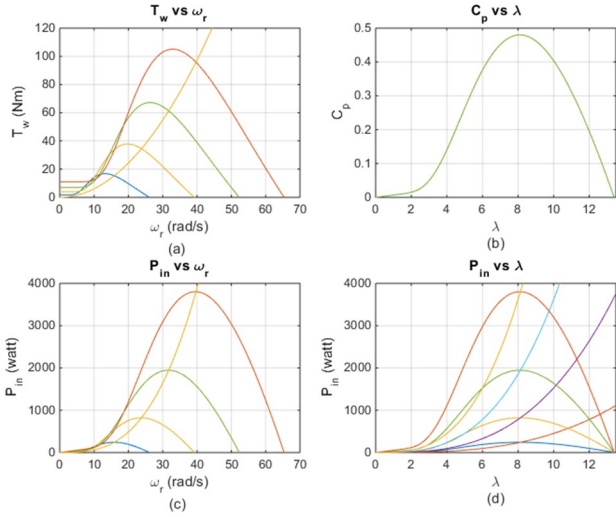 T_w vs ω_r
120
100
80
60
40
20
0
T_w (Nm)
0 10 20 30 40 50 60 70
ω_r (rad/s)
(a)
C_p vs λ
0.5
0.4
0.3
0.2
0.1
0
C_p
0 2 4 6 8 10 12
λ
(b)
P_in vs ω_r
4000
3000
2000
1000
0
P_in (watt)
0 10 20 30 40 50 60 70
ω_r (rad/s)
(c)
P_in vs λ
4000
3000
2000
1000
0
P_in (watt)
0 2 4 6 8 10 12
λ
(d)